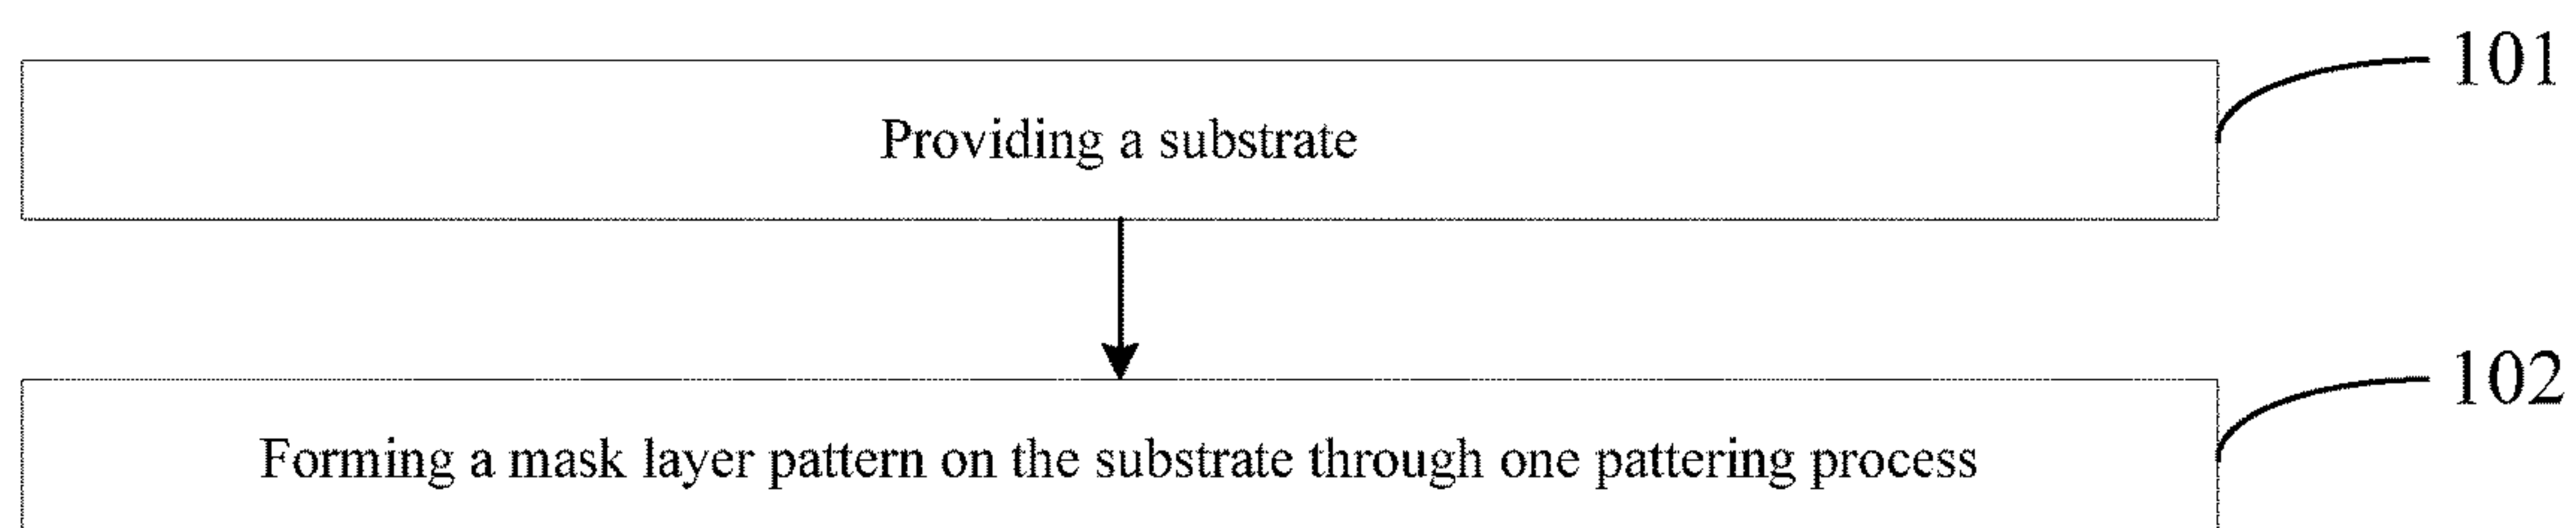 101
Providing a substrate
102
Forming a mask layer pattern on the substrate through one pattering process